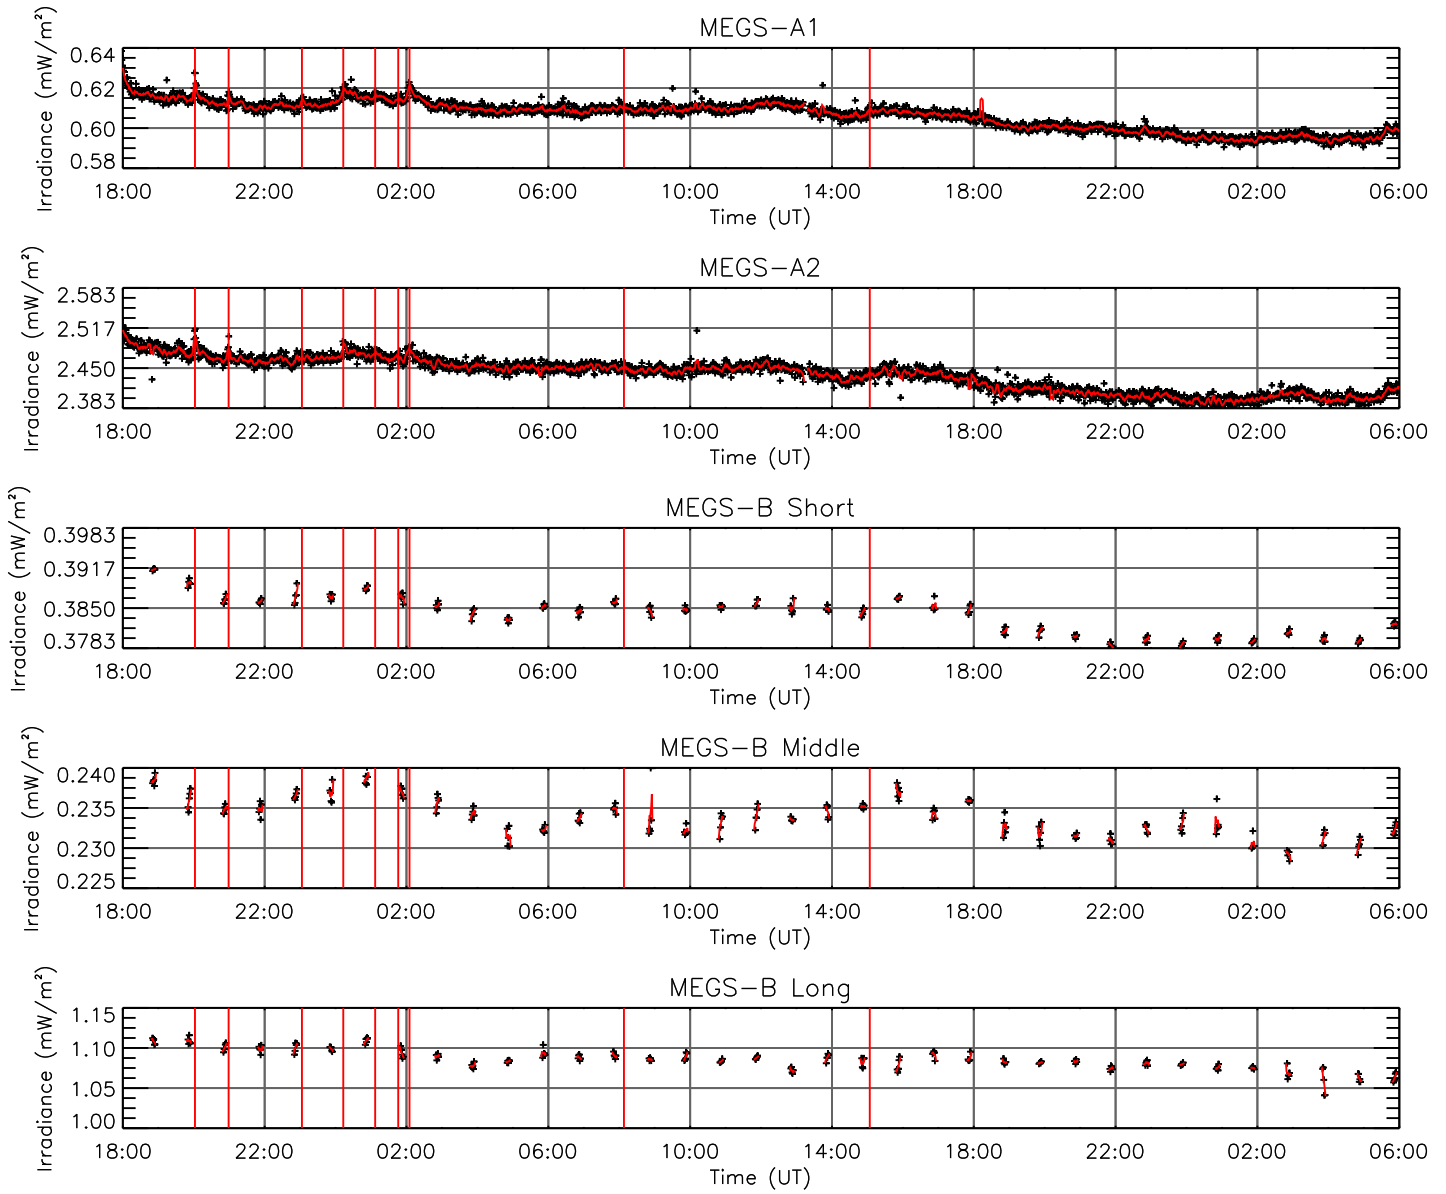 MEGS-A1
Irradiance (mW/m²)
0.64
0.62
0.60
0.58
18:00 22:00 02:00 06:00 10:00 14:00 18:00 22:00 02:00 06:00
Time (UT)
MEGS-A2
Irradiance (mW/m²)
2.583
2.517
2.450
2.383
18:00 22:00 02:00 06:00 10:00 14:00 18:00 22:00 02:00 06:00
Time (UT)
MEGS-B Short
Irradiance (mW/m²)
0.3983
0.3917
0.3850
0.3783
18:00 22:00 02:00 06:00 10:00 14:00 18:00 22:00 02:00 06:00
Time (UT)
MEGS-B Middle
Irradiance (mW/m²)
0.240
0.235
0.230
0.225
18:00 22:00 02:00 06:00 10:00 14:00 18:00 22:00 02:00 06:00
Time (UT)
MEGS-B Long
Irradiance (mW/m²)
1.15
1.10
1.05
1.00
18:00 22:00 02:00 06:00 10:00 14:00 18:00 22:00 02:00 06:00
Time (UT)